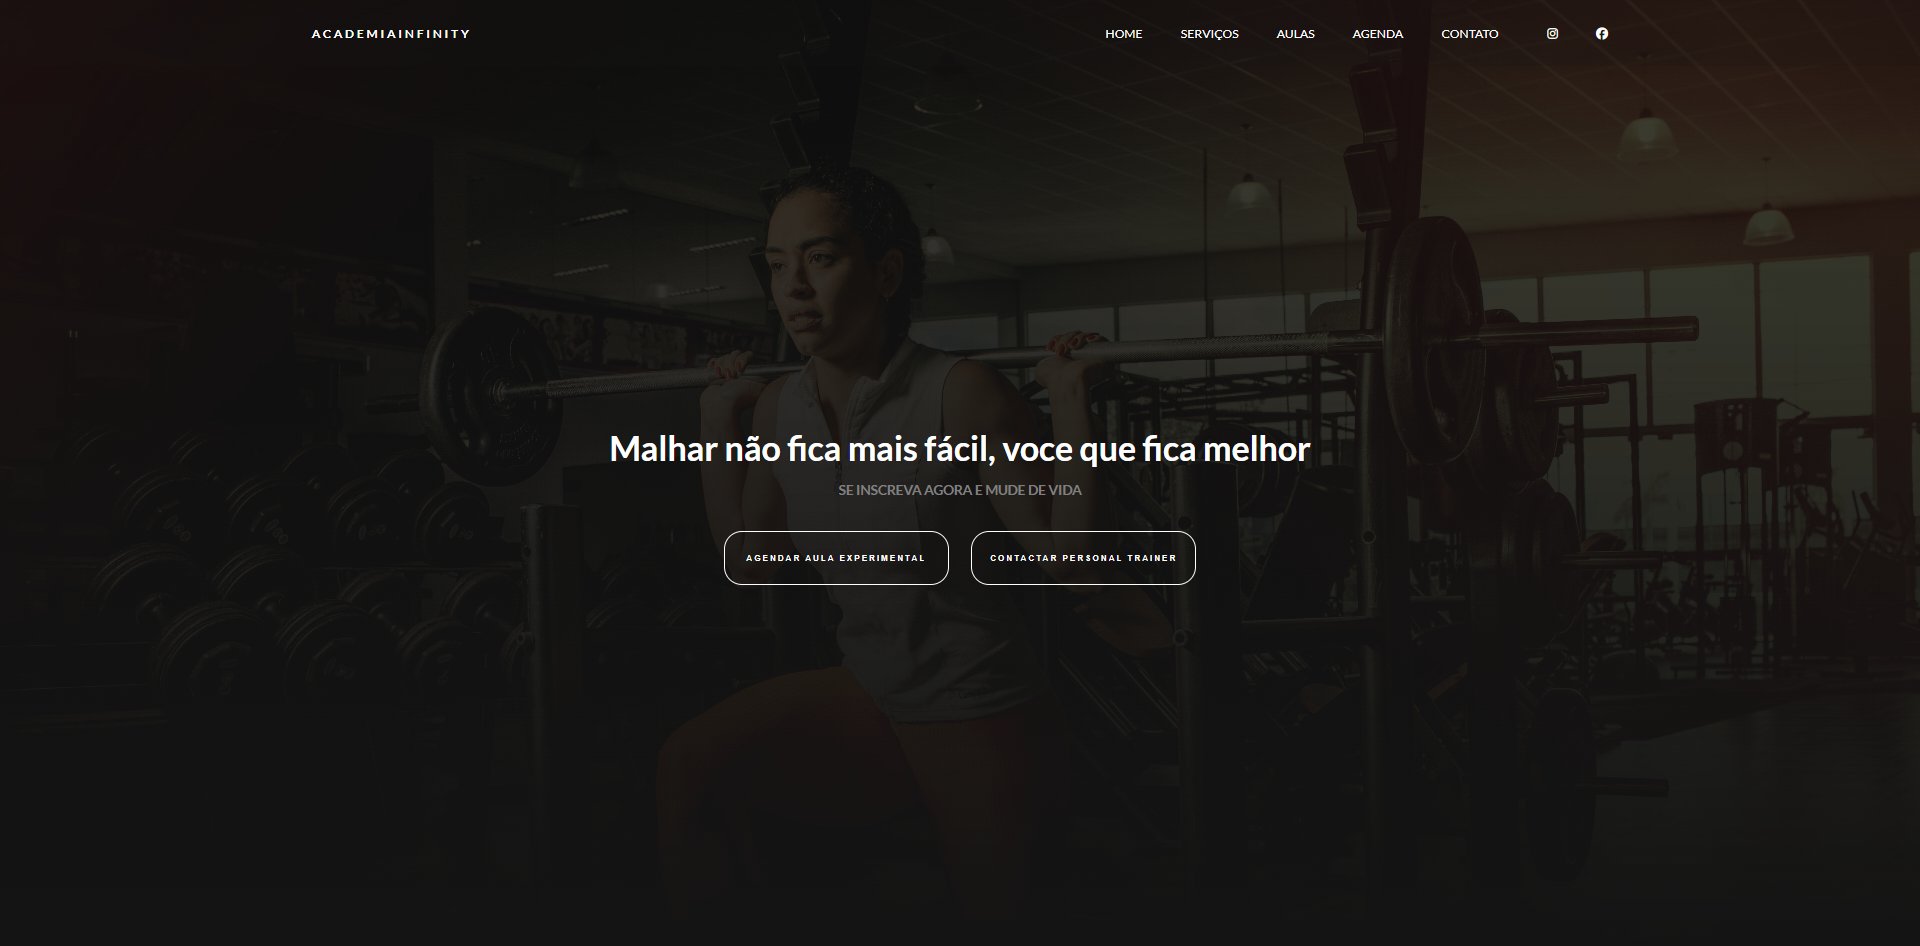 ACADEMIAINFINITY
HOME SERVIÇOS AULAS AGENDA CONTATO
Malhar não fica mais fácil, voce que fica melhor
SE INSCREVA AGORA E MUDE DE VIDA
AGENDAR AULA EXPERIMENTAL
CONTACTAR PERSONAL TRAINER